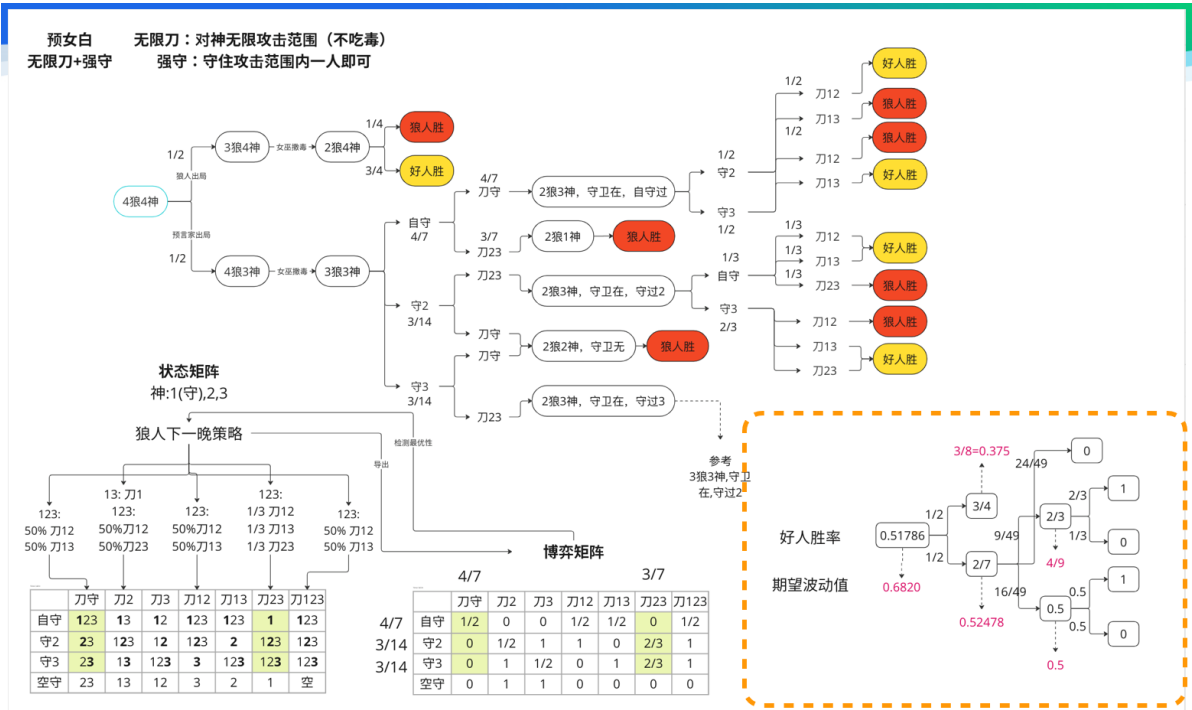 预女白 无限刀：对神无限攻击范围（不吃毒）
无限刀+强守 强守：守住攻击范围内一人即可
4狼4神
1/2
狼人出局
预言家出局
1/2
3狼4神
女巫撒毒
2狼4神
1/4
狼人胜
3/4
好人胜
4狼3神
女巫撒毒
3狼3神
自守
4/7
守2
3/14
守3
3/14
4/7
刀守
3/7
刀23
刀23
刀守
刀守
刀23
2狼3神，守卫在，自守过
2狼1神
狼人胜
2狼3神，守卫在，守过2
2狼2神，守卫无
狼人胜
2狼3神，守卫在，守过3
参考
3狼3神,守卫
在,守过2
1/2
守2
守3
1/2
1/3
自守
守3
2/3
1/2
刀12
好人胜
刀13
狼人胜
1/2
刀12
狼人胜
刀13
好人胜
1/3
刀12
1/3
刀13
好人胜
1/3
刀23
狼人胜
刀12
狼人胜
刀13
刀23
好人胜
状态矩阵
神:1(守),2,3
狼人下一晚策略
检测最优性
导出
123:
50% 刀12
50% 刀13
13: 刀1
123:
50%刀12
50%刀23
123:
50%刀12
50%刀13
123:
1/3 刀12
1/3 刀13
1/3 刀23
123:
50% 刀12
50% 刀13
刀守 刀2 刀3 刀12 刀13 刀23 刀123
自守 123 13 12 123 123 1 123
守2 23 123 12 123 2 123 123
守3 23 13 123 3 123 123 123
空守 23 13 12 3 2 1 空
博弈矩阵
4/7 3/7
刀守 刀2 刀3 刀12 刀13 刀23 刀123
4/7 自守 1/2 0 0 1/2 1/2 0 1/2
3/14 守2 0 1/2 1 1 0 2/3 1
3/14 守3 0 1 1/2 0 1 2/3 1
空守 0 1 1 0 0 0 0
好人胜率
期望波动值
0.51786
0.6820
1/2
1/2
3/8=0.375
3/4
2/7
0.52478
24/49
9/49
16/49
0
2/3
4/9
2/3
1/3
1
0
0.5
0.5
0.5
0.5
1
0